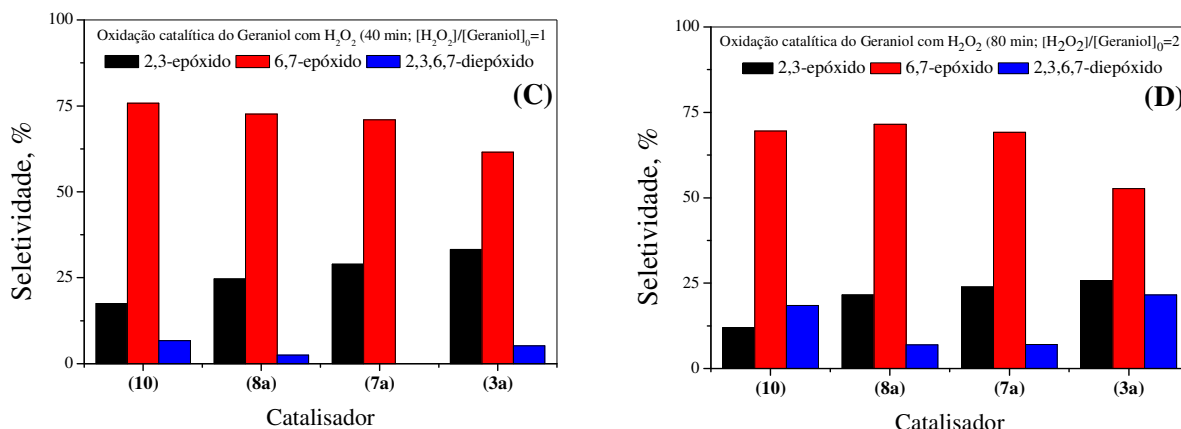 100
Oxidação catalítica do Geraniol com H₂O₂ (40 min; [H₂O₂]/[Geraniol]₀=1
2,3-epóxido 6,7-epóxido 2,3,6,7-diepóxido
(C)
75
50
25
0
Seletividade, %
(10) (8a) (7a) (3a)
Catalisador
100
Oxidação catalítica do Geraniol com H₂O₂ (80 min; [H₂O₂]/[Geraniol]₀=2
2,3-epóxido 6,7-epóxido 2,3,6,7-diepóxido
(D)
75
50
25
0
Seletividade, %
(10) (8a) (7a) (3a)
Catalisador